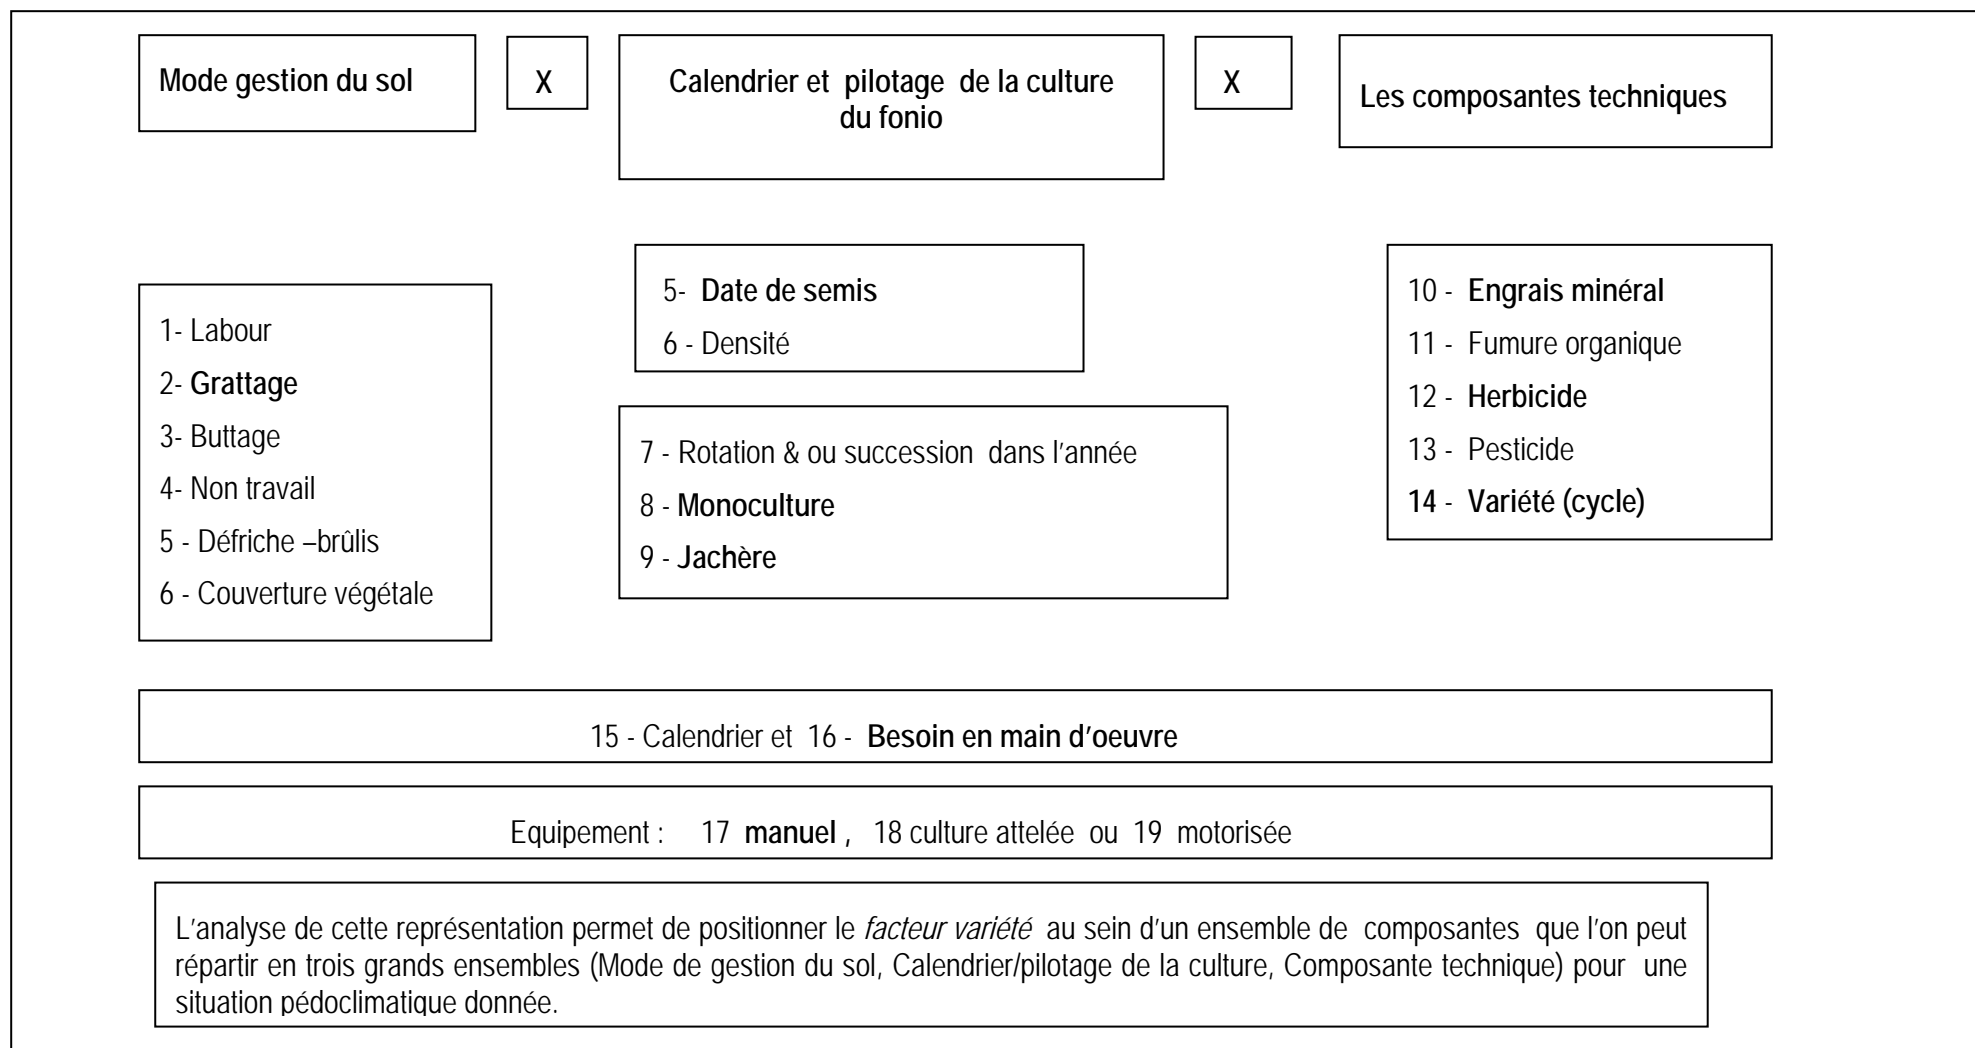 Mode gestion du sol
X
Calendrier et pilotage de la culture
du fonio
X
Les composantes techniques
1- Labour
2- Grattage
3- Buttage
4- Non travail
5 - Défriche –brûlis
6 - Couverture végétale
5- Date de semis
6 - Densité
7 - Rotation & ou succession dans l'année
8 - Monoculture
9 - Jachère
10 - Engrais minéral
11 - Fumure organique
12 - Herbicide
13 - Pesticide
14 - Variété (cycle)
15 - Calendrier et 16 - Besoin en main d'oeuvre
Equipement : 17 manuel , 18 culture attelée ou 19 motorisée
L'analyse de cette représentation permet de positionner le facteur variété au sein d'un ensemble de composantes que l'on peut
répartir en trois grands ensembles (Mode de gestion du sol, Calendrier/pilotage de la culture, Composante technique) pour une
situation pédoclimatique donnée.